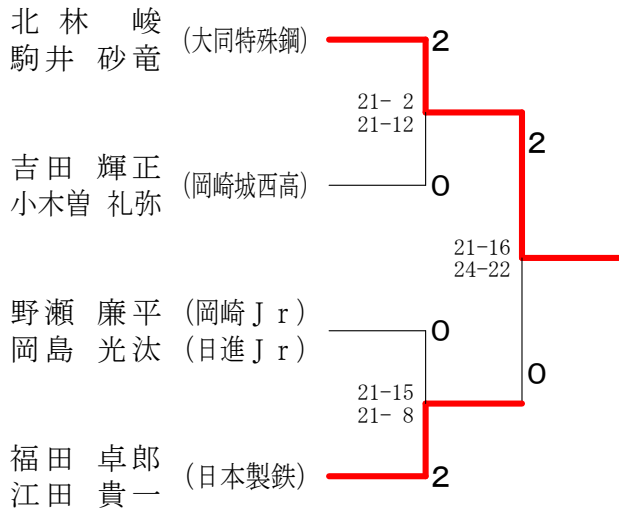 北林 峻
駒井 砂竜
(大同特殊鋼)
2
21- 2
21-12
2
吉田 輝正
小木曽 礼弥
(岡崎城西高)
0
21-16
24-22
野瀬 廉平 (岡崎Jr)
岡島 光汰 (日進Jr)
0
0
21-15
21- 8
福田 卓郎
江田 貴一
(日本製鉄)
2